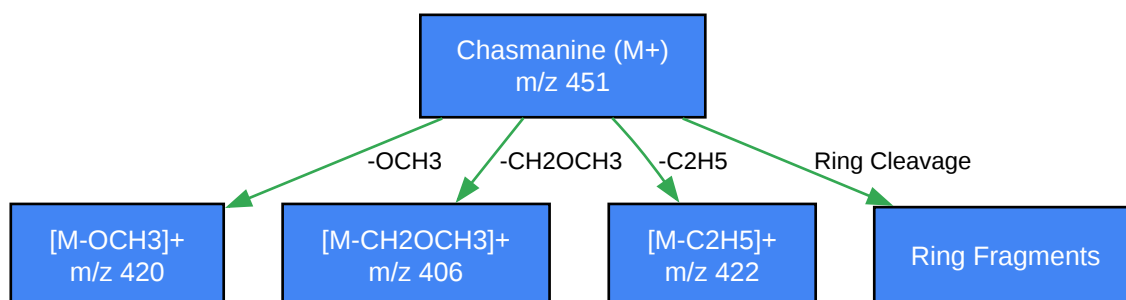 Chasmanine (M+)
m/z 451
-OCH3
-CH2OCH3
-C2H5
Ring Cleavage
[M-OCH3]+
m/z 420
[M-CH2OCH3]+
m/z 406
[M-C2H5]+
m/z 422
Ring Fragments